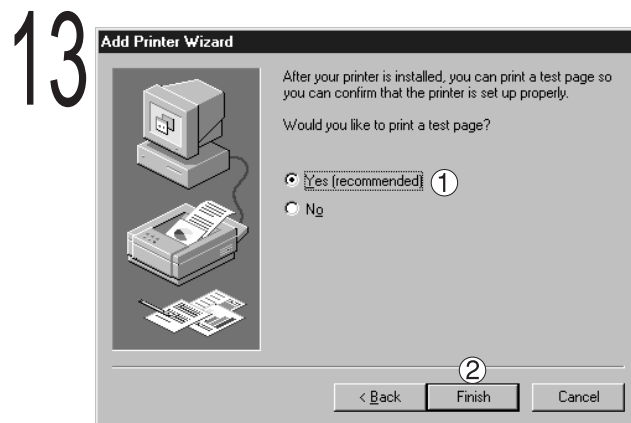 13
Add Printer Wizard
After your printer is installed, you can print a test page so
you can confirm that the printer is set up properly.
Would you like to print a test page?
Yes (recommended) ①
No
②
< Back Finish Cancel